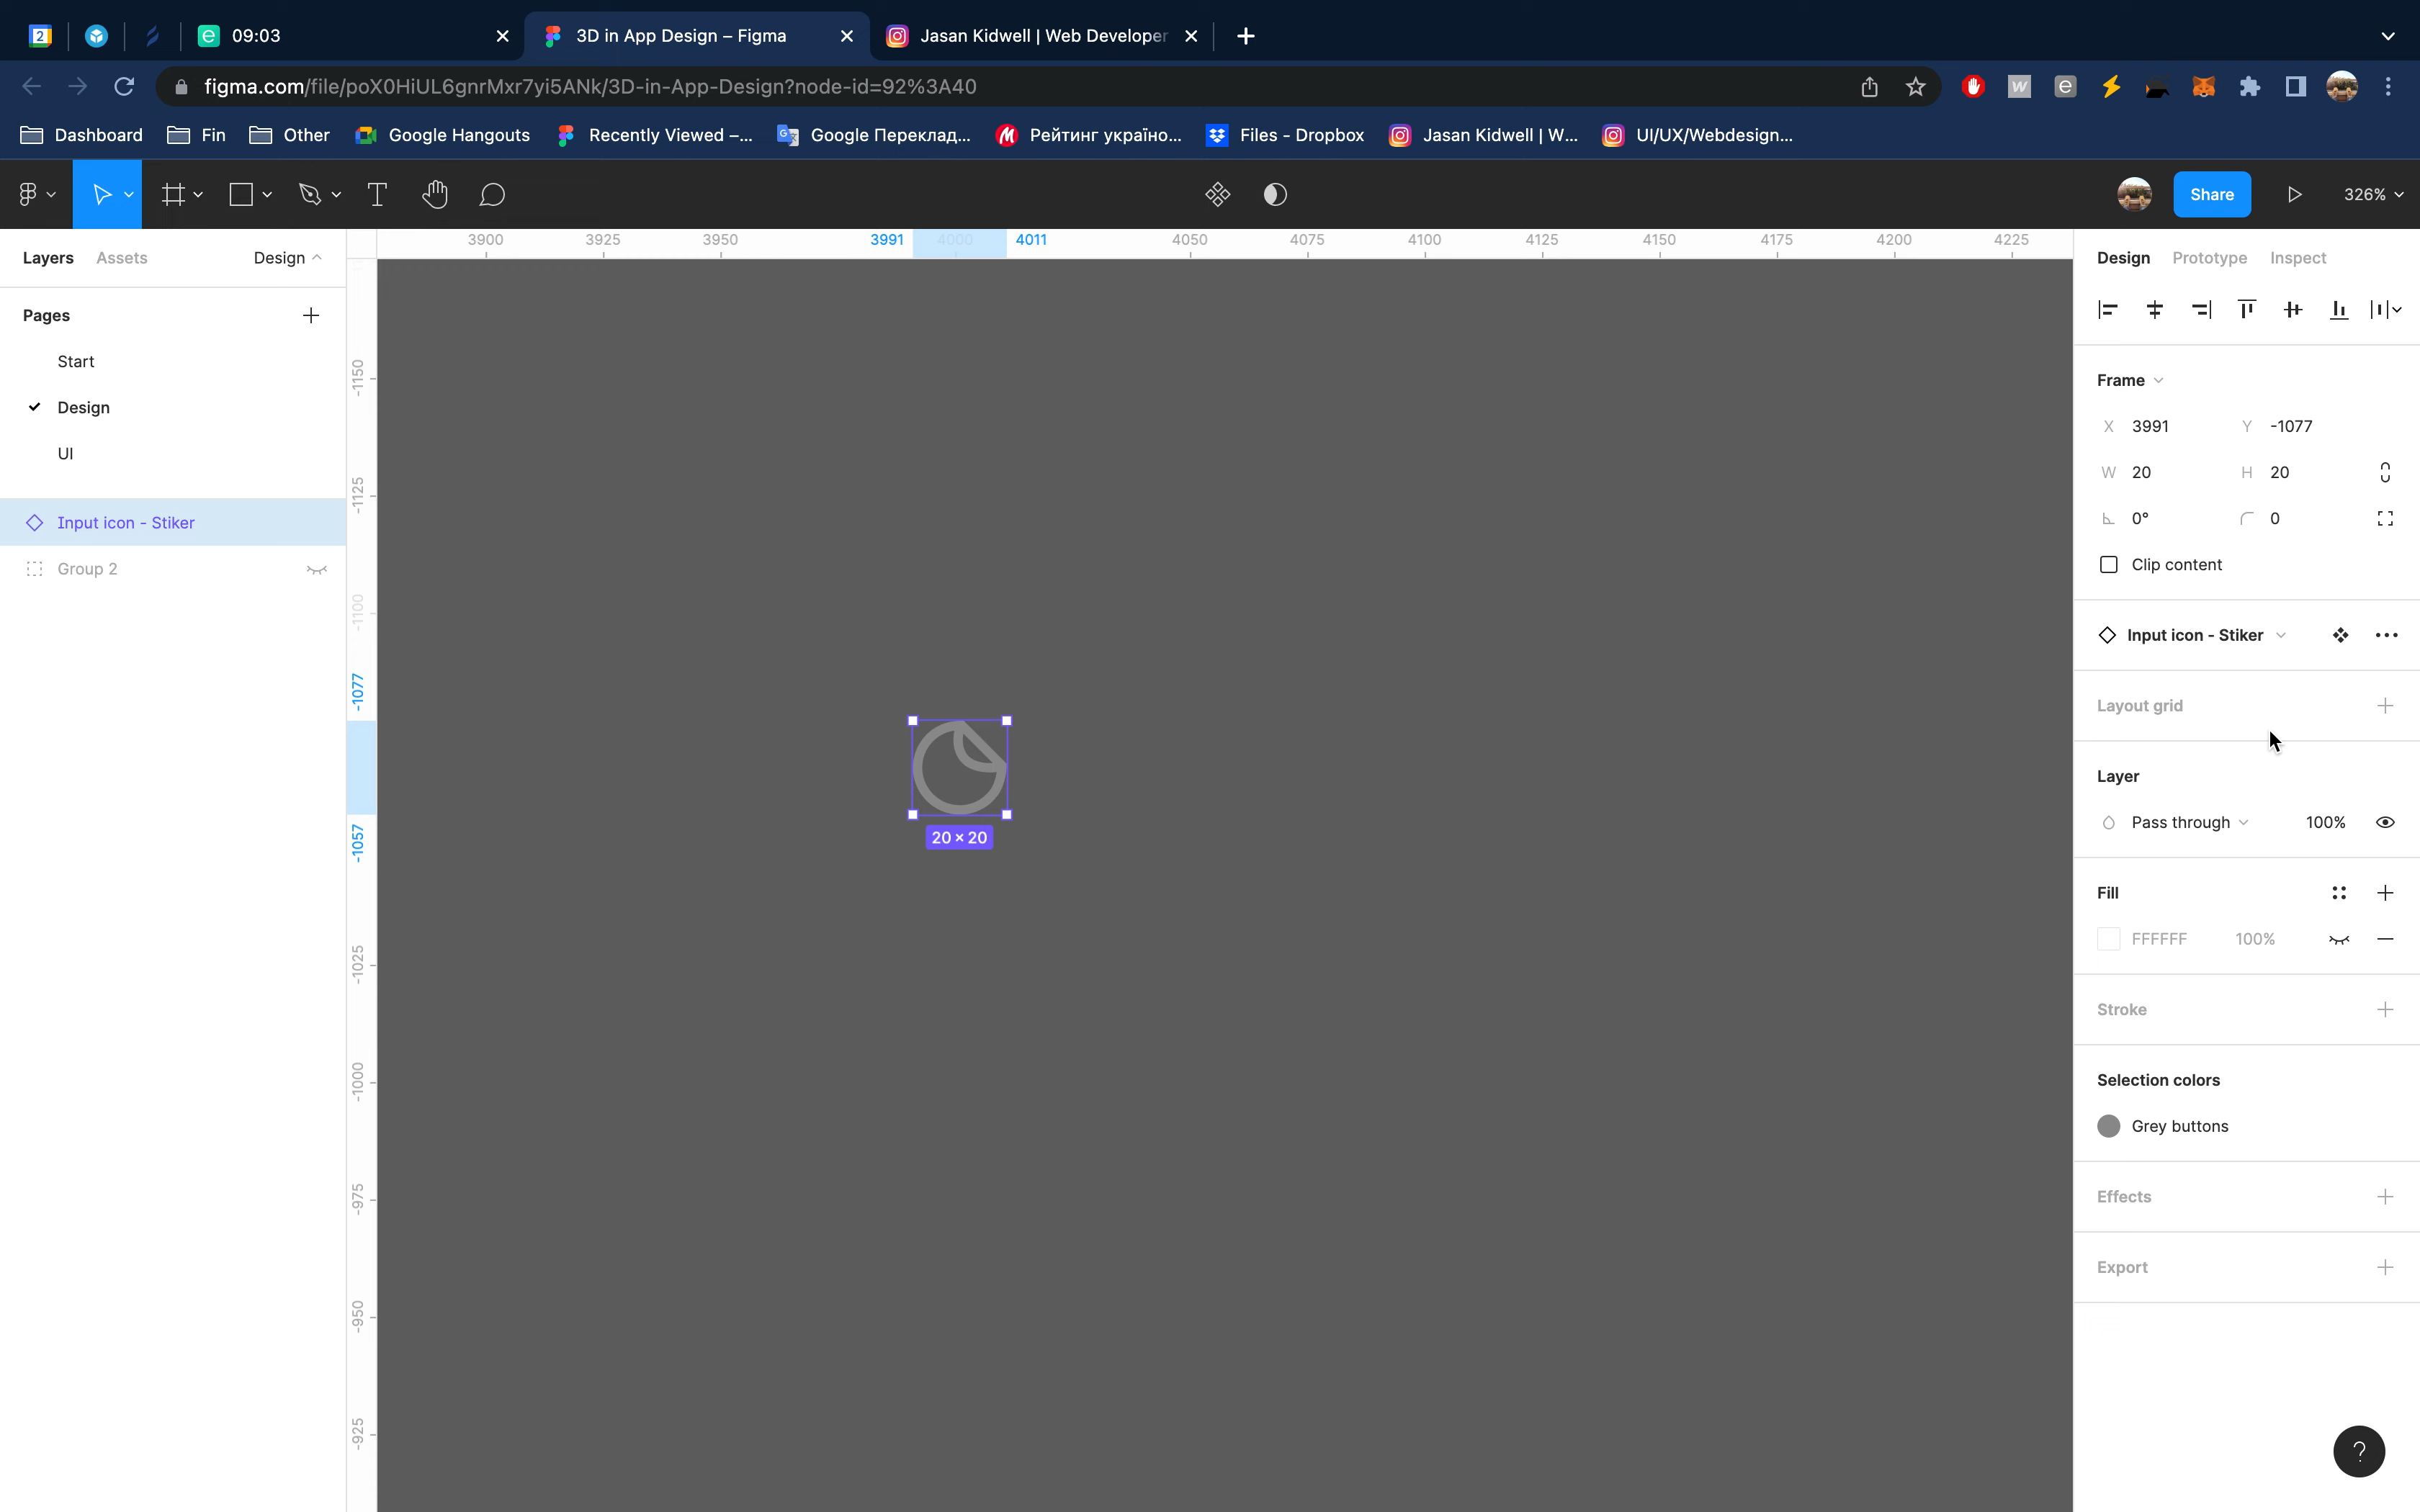 2
09:03
3D in App Design – Figma
Jasan Kidwell | Web Developer
figma.com/file/poX0HiUL6gnrMxr7yi5ANk/3D-in-App-Design?node-id=92%3A40
Dashboard
Fin
Other
Google Hangouts
Recently Viewed –...
Google Переклад...
Рейтинг україно...
Files - Dropbox
Jasan Kidwell | W...
UI/UX/Webdesign...
Share
326%
Layers
Assets
Design
3900
3925
3950
3991
4000
4011
4050
4075
4100
4125
4150
4175
4200
4225
Design
Prototype
Inspect
Pages
Start
Design
UI
Input icon - Stiker
Group 2
-1150
-1125
-1100
-1077
-1057
-1025
-1000
-975
-950
-925
20 × 20
Frame
X 3991 Y -1077
W 20 H 20
0° 0
Clip content
Input icon - Stiker
Layout grid
Layer
Pass through 100%
Fill
FFFFFF 100%
Stroke
Selection colors
Grey buttons
Effects
Export
?